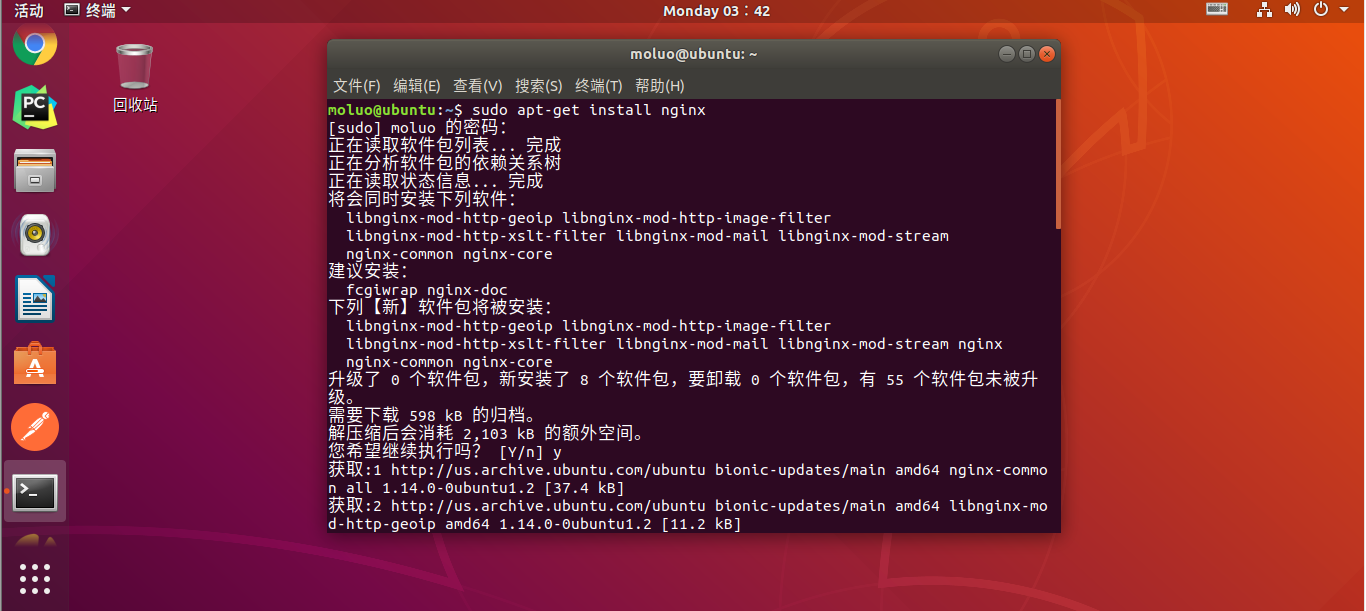 活动
终端
Monday 03：42
回收站
PC
moluo@ubuntu: ~
文件(F) 编辑(E) 查看(V) 搜索(S) 终端(T) 帮助(H)
moluo@ubuntu:~$ sudo apt-get install nginx
[sudo] moluo 的密码：
正在读取软件包列表... 完成
正在分析软件包的依赖关系树
正在读取状态信息... 完成
将会同时安装下列软件：
  libnginx-mod-http-geoip libnginx-mod-http-image-filter
  libnginx-mod-http-xslt-filter libnginx-mod-mail libnginx-mod-stream
  nginx-common nginx-core
建议安装：
  fcgiwrap nginx-doc
下列【新】软件包将被安装：
  libnginx-mod-http-geoip libnginx-mod-http-image-filter
  libnginx-mod-http-xslt-filter libnginx-mod-mail libnginx-mod-stream nginx
  nginx-common nginx-core
升级了 0 个软件包，新安装了 8 个软件包，要卸载 0 个软件包，有 55 个软件包未被升
级。
需要下载 598 kB 的归档。
解压缩后会消耗 2,103 kB 的额外空间。
您希望继续执行吗？ [Y/n] y
获取:1 http://us.archive.ubuntu.com/ubuntu bionic-updates/main amd64 nginx-commo
n all 1.14.0-0ubuntu1.2 [37.4 kB]
获取:2 http://us.archive.ubuntu.com/ubuntu bionic-updates/main amd64 libnginx-mo
d-http-geoip amd64 1.14.0-0ubuntu1.2 [11.2 kB]